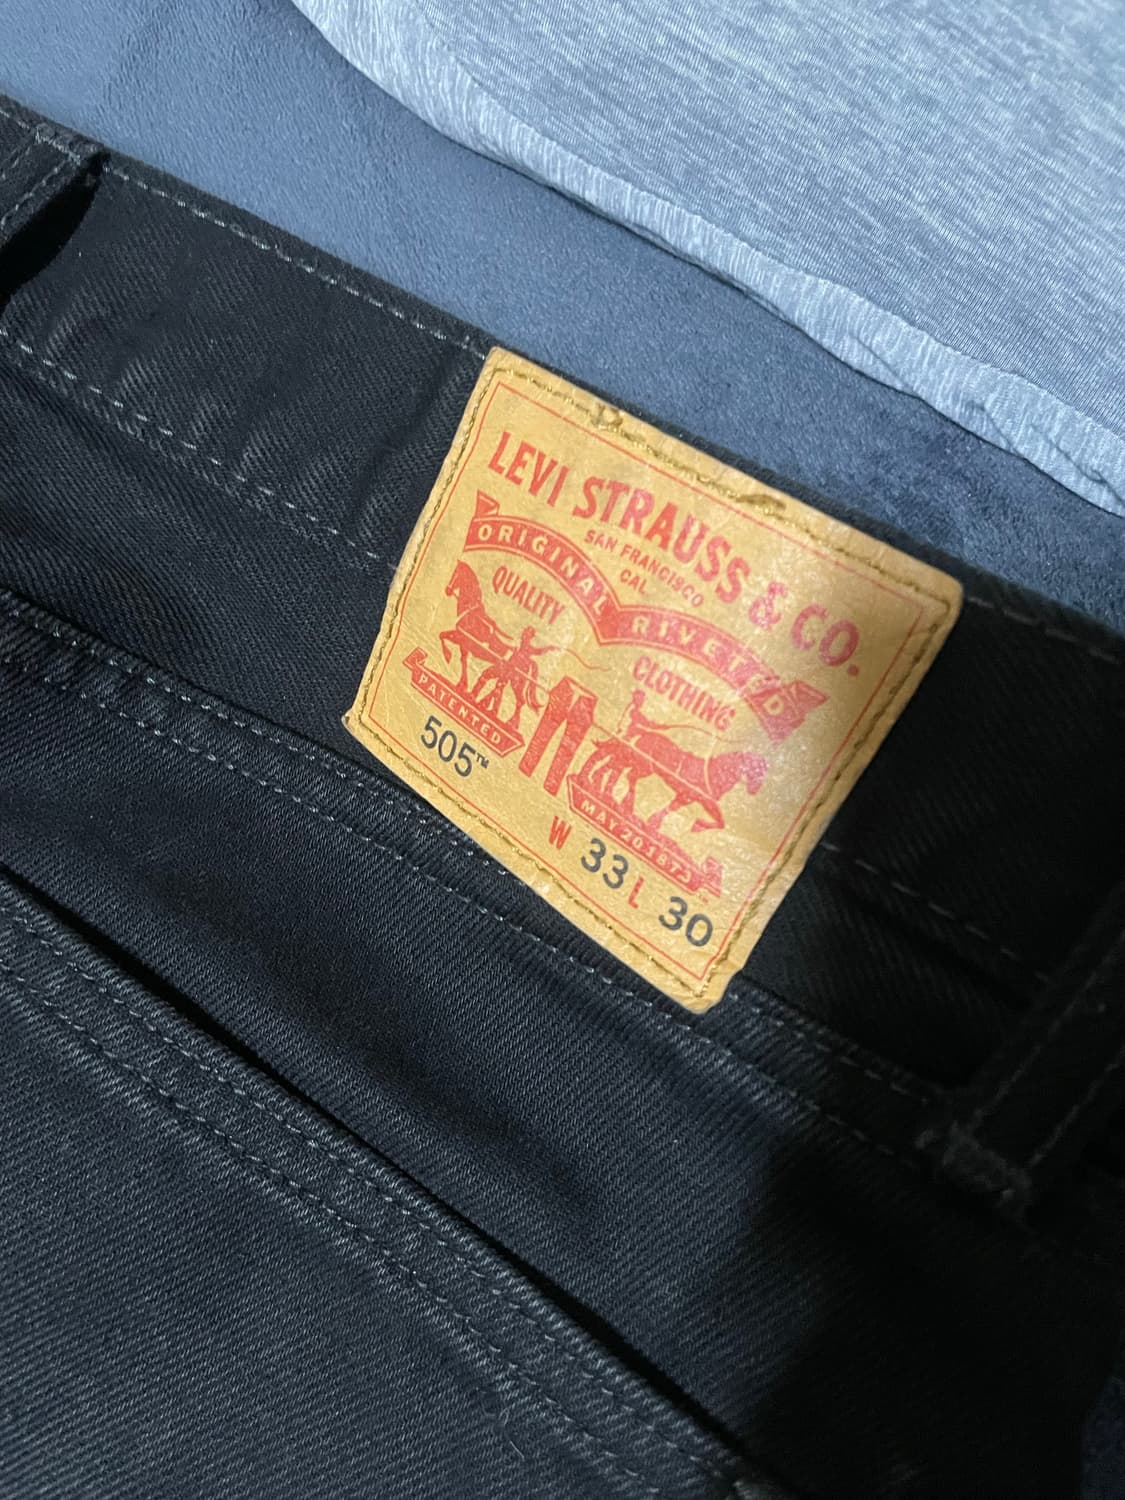 LEVI STRAUSS & CO.
SAN FRANCISCO
CAL
ORIGINAL RIVETED
QUALITY CLOTHING
PATENTED
MAY 20 1873
505™
W 33 L 30